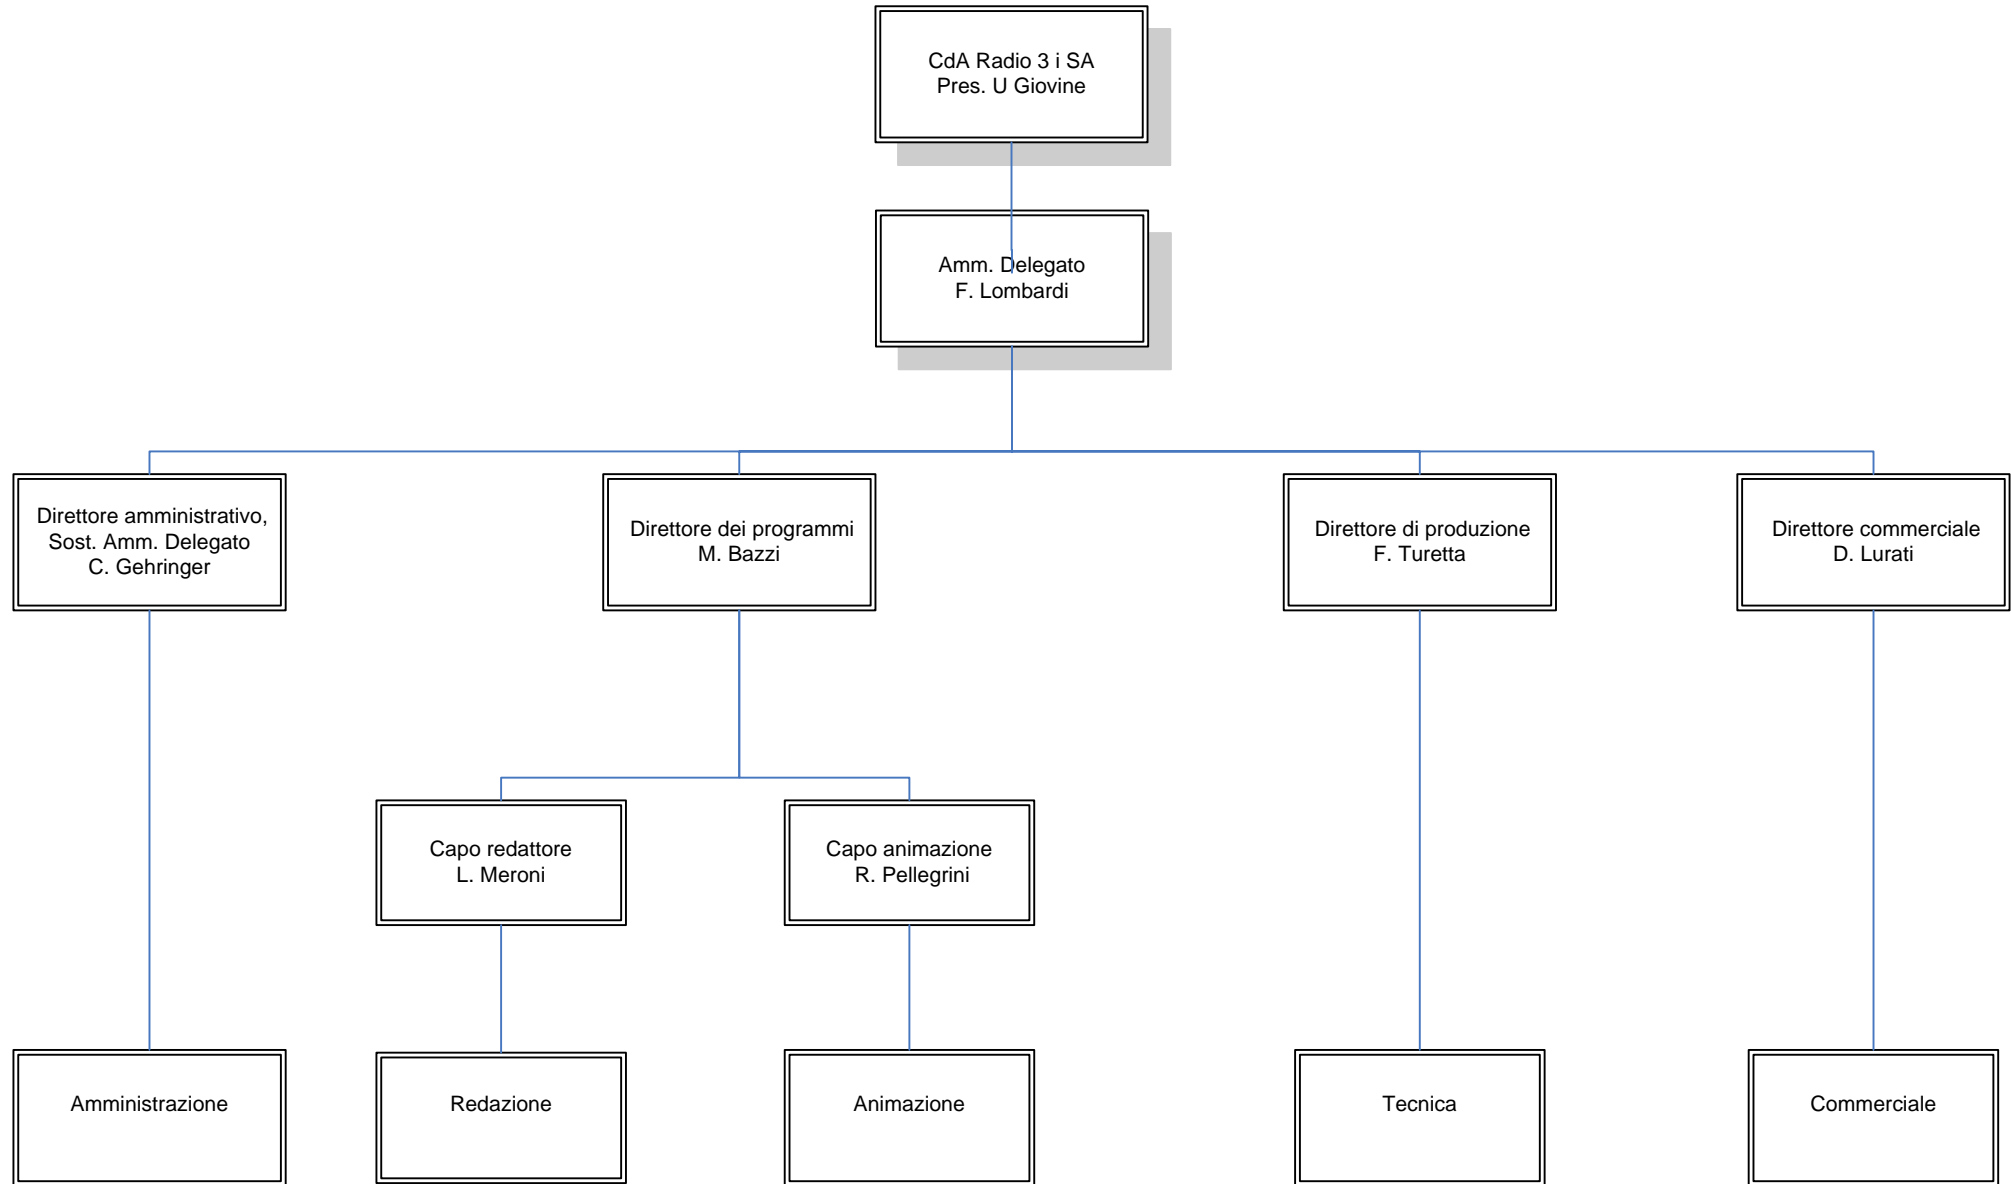 CdA Radio 3 i SA
Pres. U Giovine
Amm. Delegato
F. Lombardi
Direttore amministrativo,
Sost. Amm. Delegato
C. Gehringer
Direttore dei programmi
M. Bazzi
Direttore di produzione
F. Turetta
Direttore commerciale
D. Lurati
Capo redattore
L. Meroni
Capo animazione
R. Pellegrini
Amministrazione
Redazione
Animazione
Tecnica
Commerciale